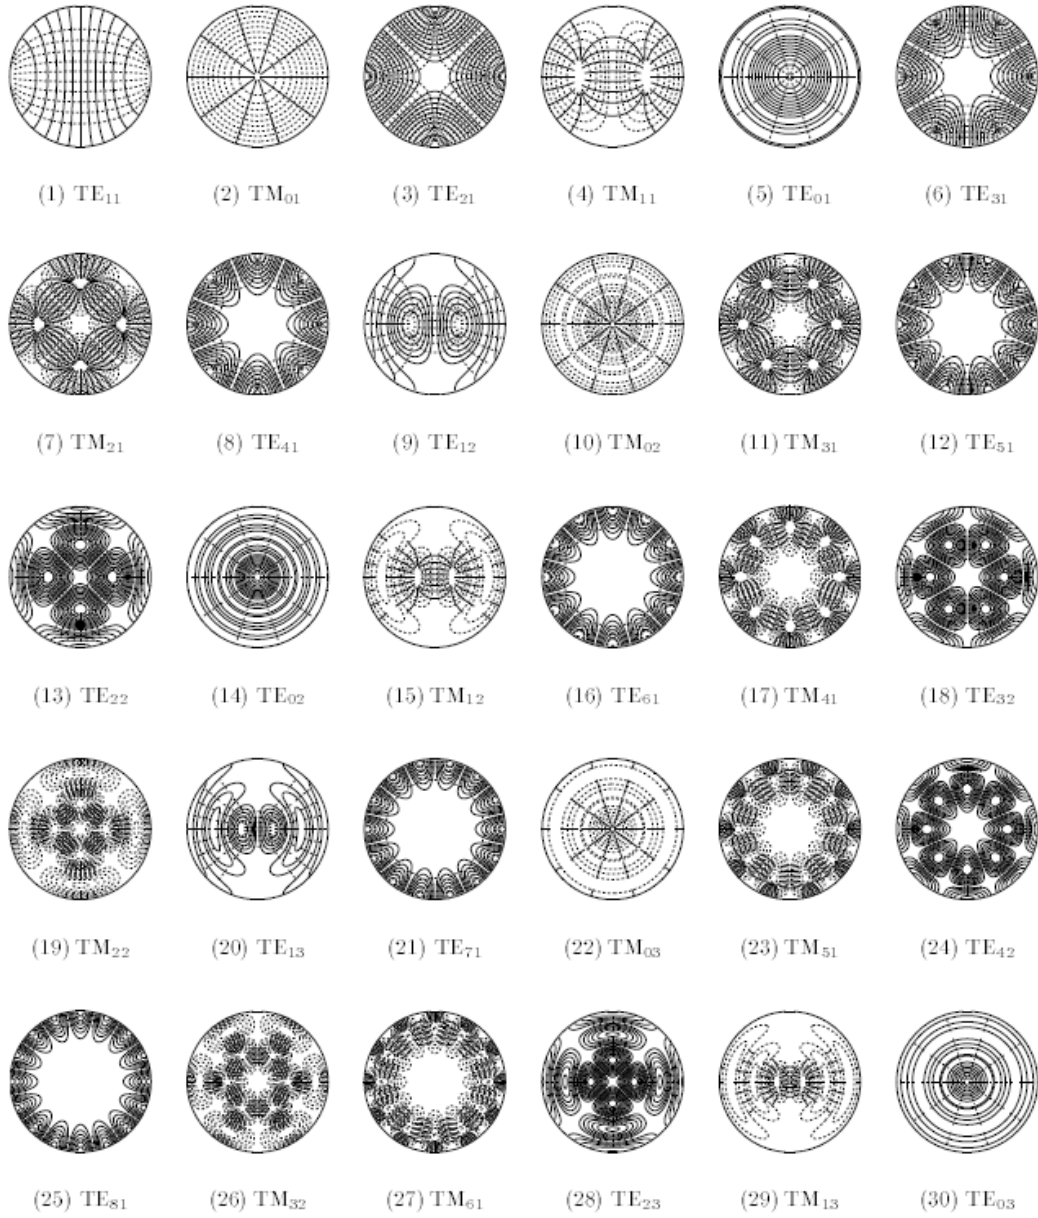 (1) TE₁₁ (2) TM₀₁ (3) TE₂₁ (4) TM₁₁ (5) TE₀₁ (6) TE₃₁
(7) TM₂₁ (8) TE₄₁ (9) TE₁₂ (10) TM₀₂ (11) TM₃₁ (12) TE₅₁
(13) TE₂₂ (14) TE₀₂ (15) TM₁₂ (16) TE₆₁ (17) TM₄₁ (18) TE₃₂
(19) TM₂₂ (20) TE₁₃ (21) TE₇₁ (22) TM₀₃ (23) TM₅₁ (24) TE₄₂
(25) TE₈₁ (26) TM₃₂ (27) TM₆₁ (28) TE₂₃ (29) TM₁₃ (30) TE₀₃